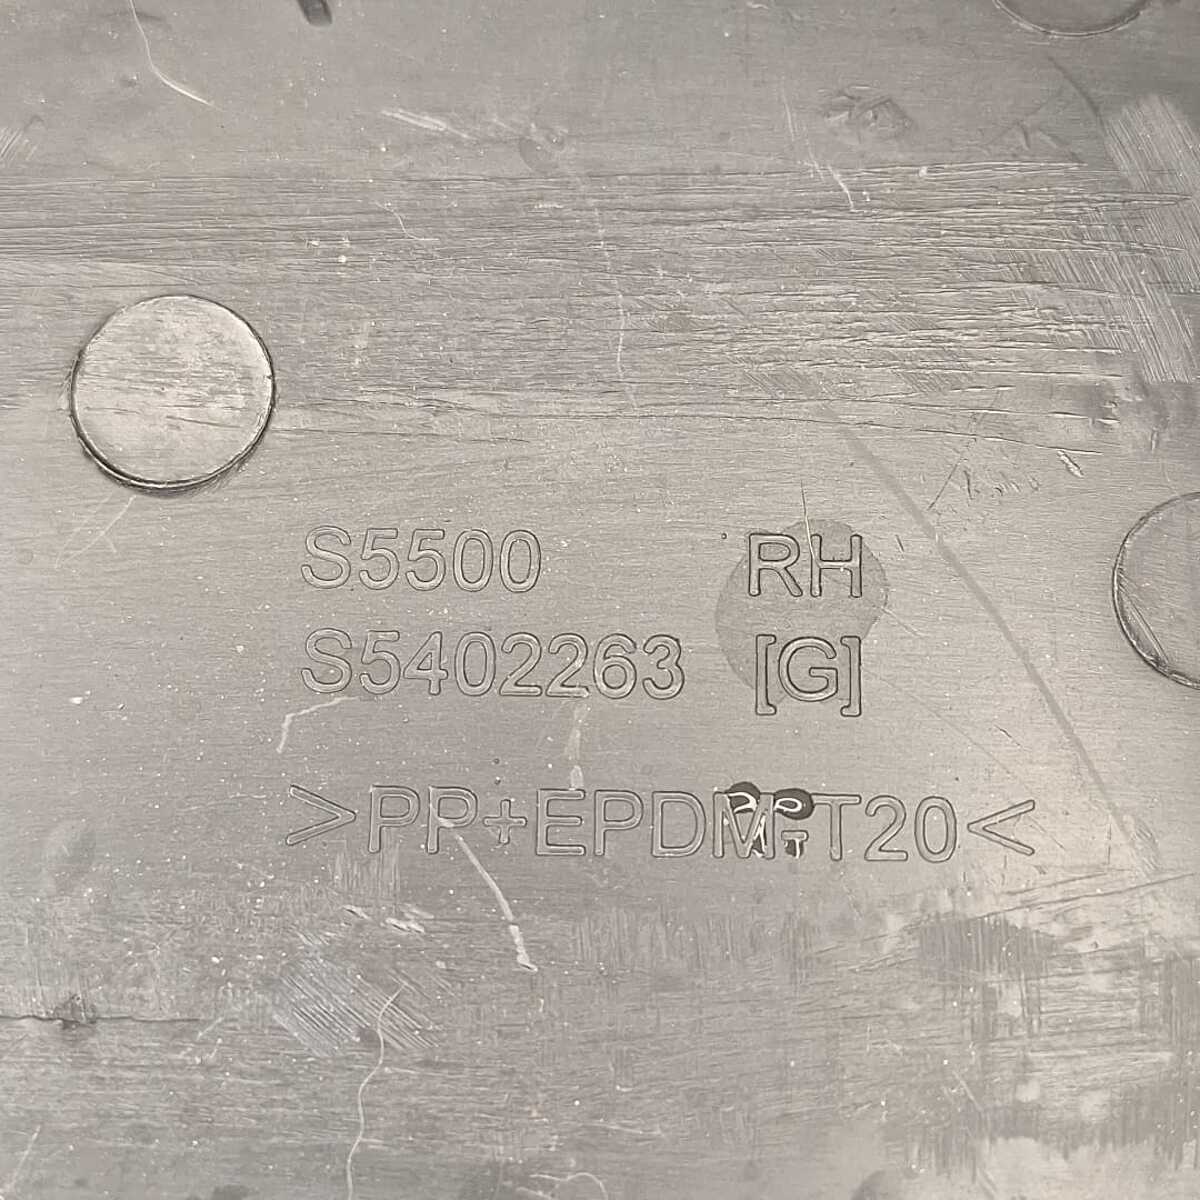 S5500 RH
S5402263 [G]
>PP+EPDM-T20<